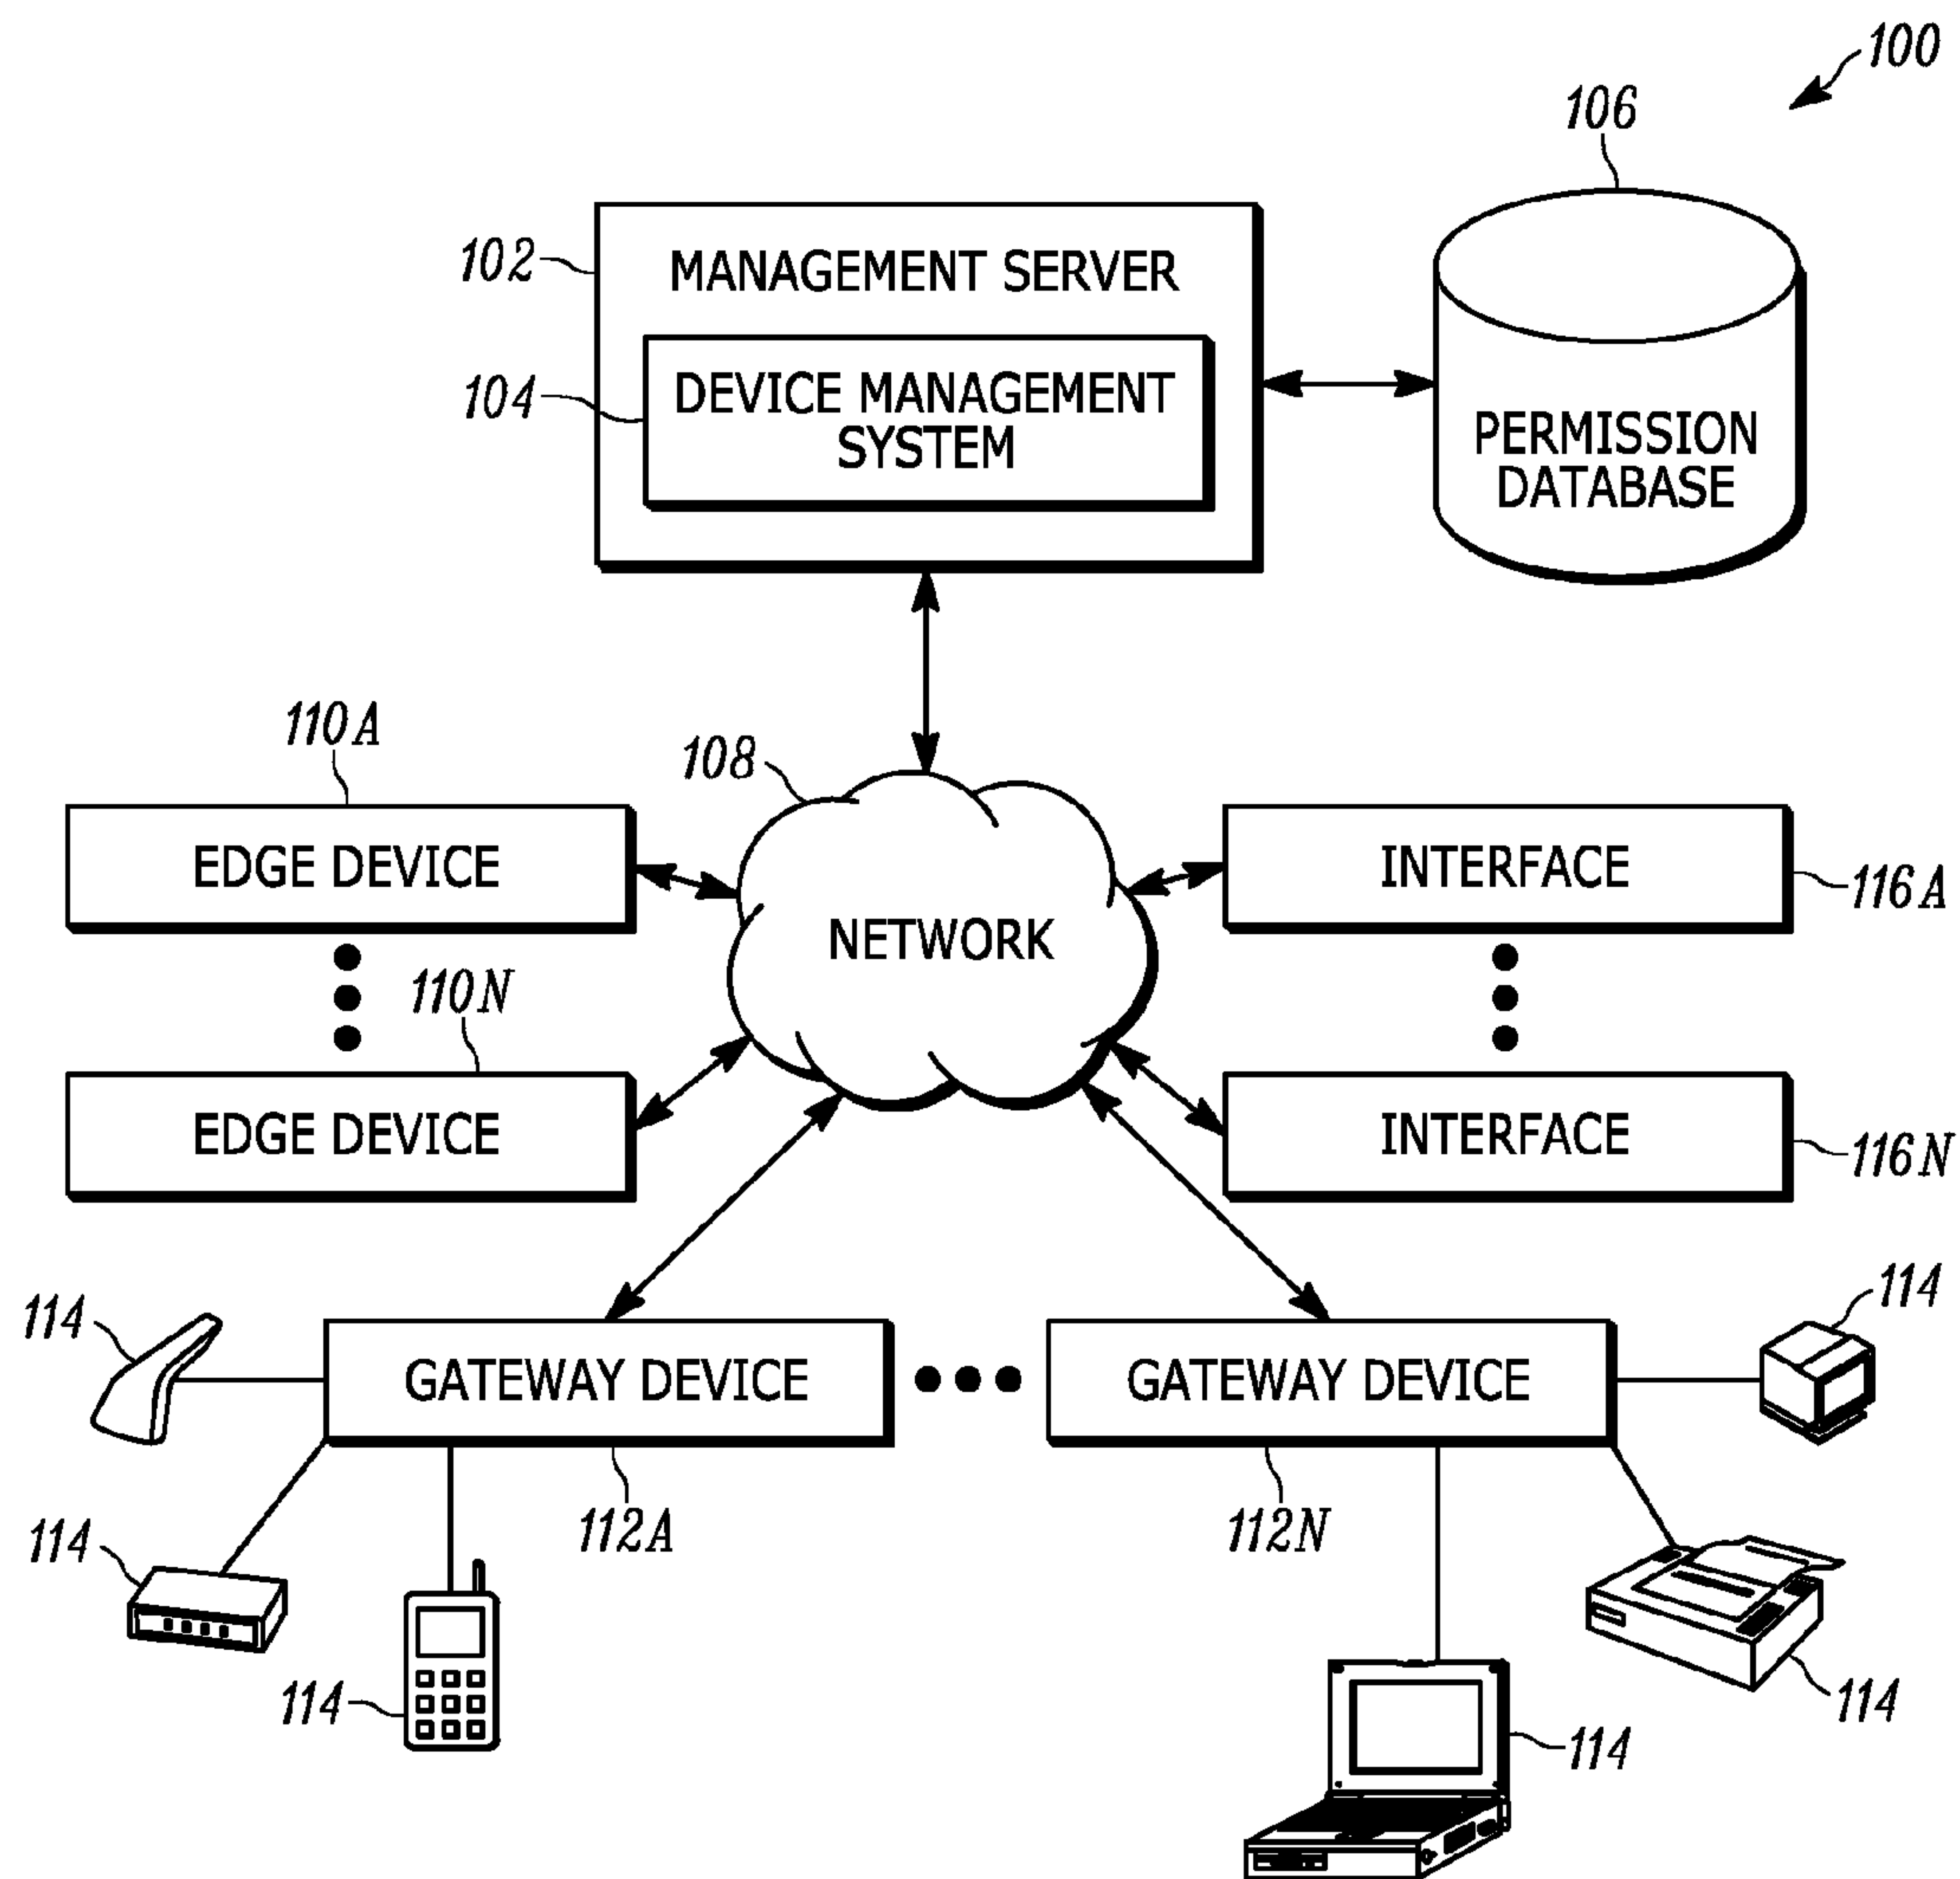 100
106
102
MANAGEMENT SERVER
104
DEVICE MANAGEMENT
SYSTEM
PERMISSION
DATABASE
110A
108
EDGE DEVICE
INTERFACE
116A
NETWORK
110N
EDGE DEVICE
INTERFACE
116N
114
GATEWAY DEVICE
GATEWAY DEVICE
114
114
112A
112N
114
114
114